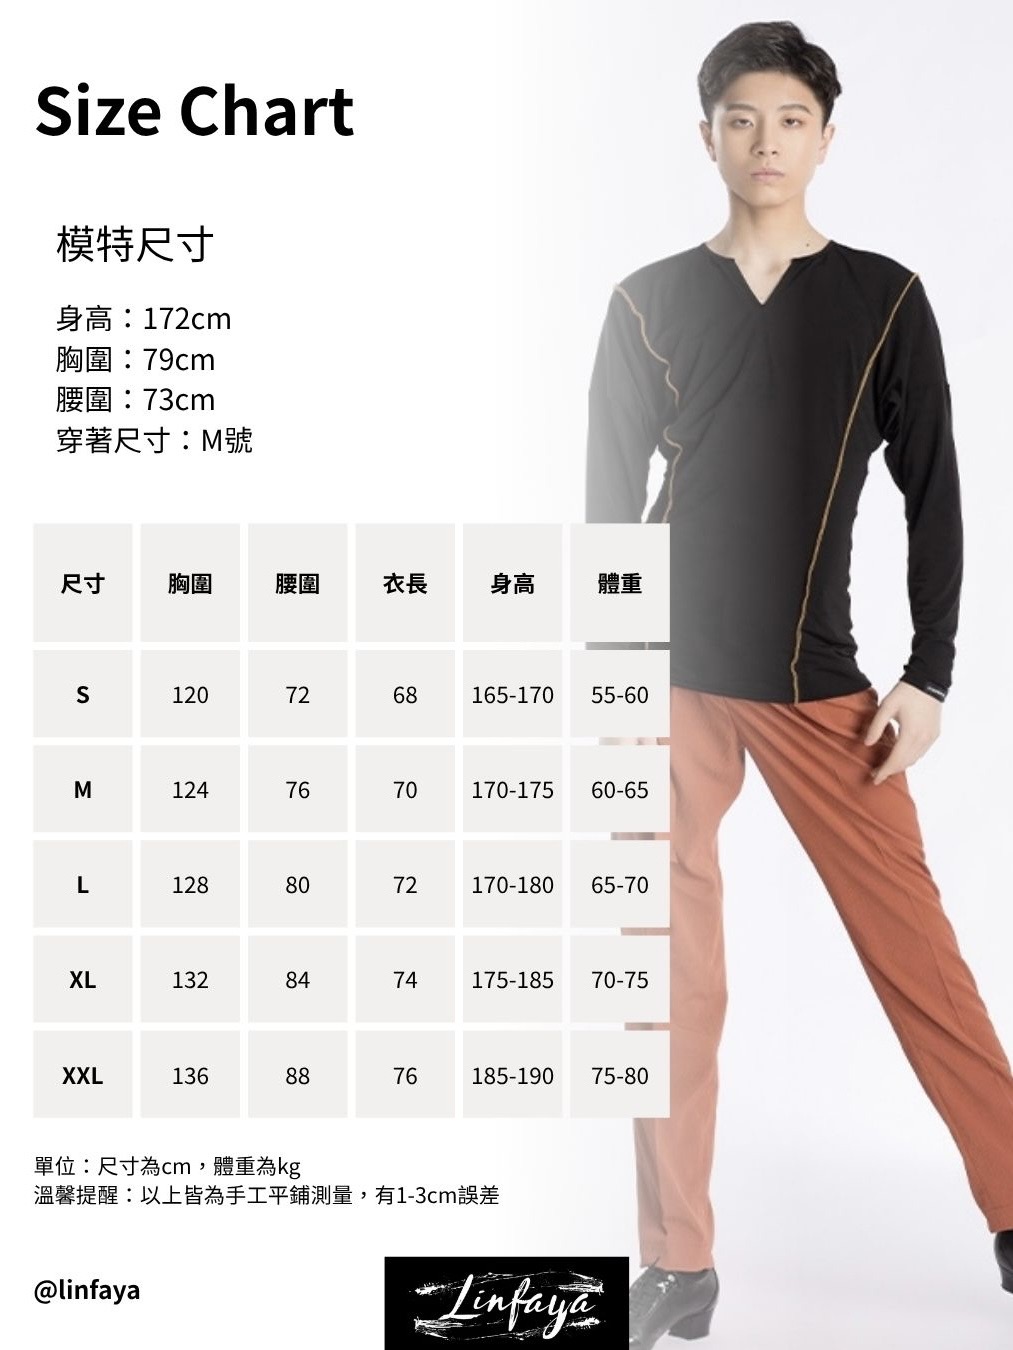 Size Chart
模特尺寸
身高：172cm
胸圍：79cm
腰圍：73cm
穿著尺寸：M號
尺寸 胸圍 腰圍 衣長 身高 體重
S 120 72 68 165-170 55-60
M 124 76 70 170-175 60-65
L 128 80 72 170-180 65-70
XL 132 84 74 175-185 70-75
XXL 136 88 76 185-190 75-80
單位：尺寸為cm，體重為kg
溫馨提醒：以上皆為手工平鋪測量，有1-3cm誤差
@linfaya
Linfaya